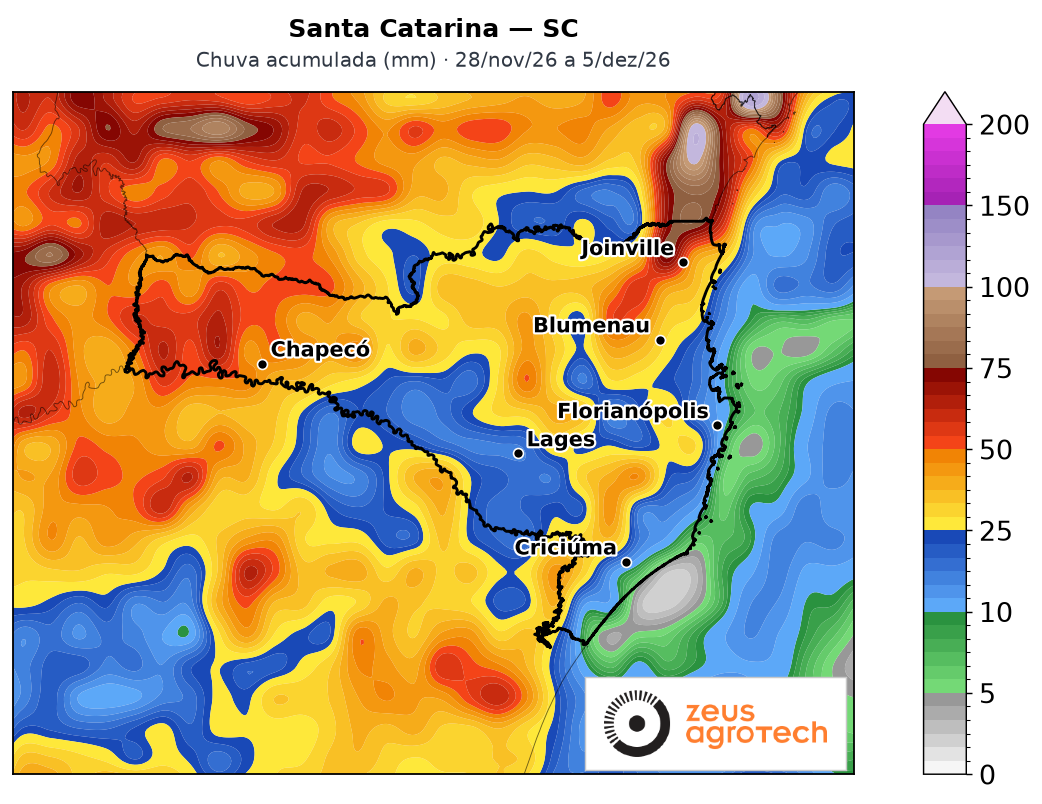 Santa Catarina — SC
Chuva acumulada (mm) · 28/nov/26 a 5/dez/26
200
150
100
75
50
25
10
5
0
Joinville
Blumenau
Chapecó
Florianópolis
Lages
Criciúma
zeus
agrotech